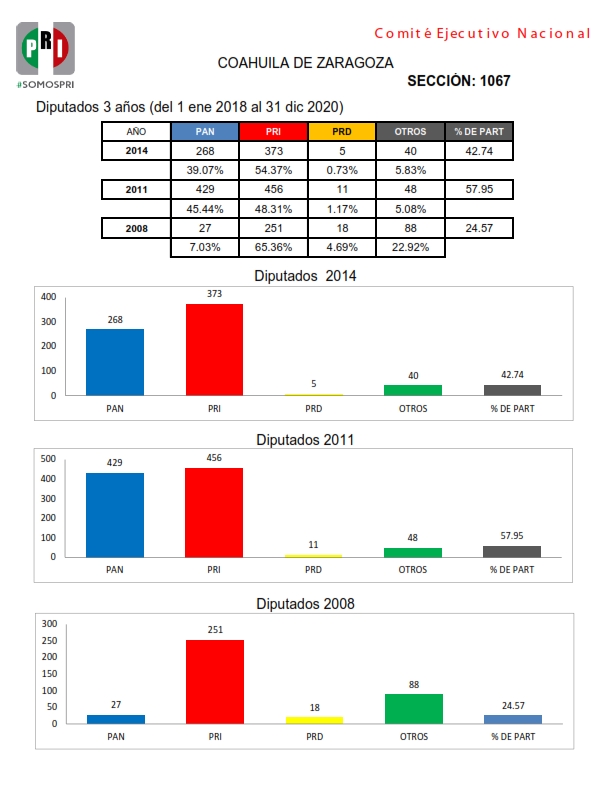 PRI
#SOMOSPRI
Comité Ejecutivo Nacional
COAHUILA DE ZARAGOZA
SECCIÓN: 1067
Diputados 3 años (del 1 ene 2018 al 31 dic 2020)
AÑO PAN PRI PRD OTROS % DE PART
2014 268 373 5 40 42.74
39.07% 54.37% 0.73% 5.83%
2011 429 456 11 48 57.95
45.44% 48.31% 1.17% 5.08%
2008 27 251 18 88 24.57
7.03% 65.36% 4.69% 22.92%
Diputados 2014
400
300
200
100
0
268 373 5 40 42.74
PAN PRI PRD OTROS % DE PART
Diputados 2011
500
400
300
200
100
0
429 456 11 48 57.95
PAN PRI PRD OTROS % DE PART
Diputados 2008
300
250
200
150
100
50
0
27 251 18 88 24.57
PAN PRI PRD OTROS % DE PART